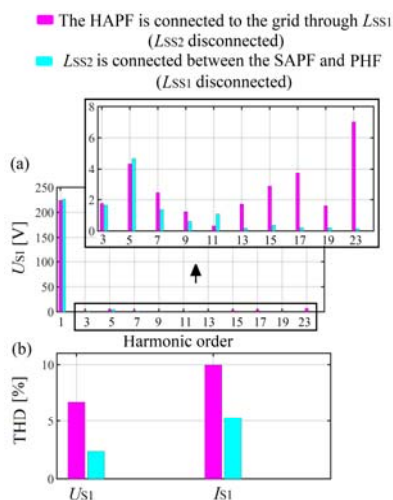 The HAPF is connected to the grid through LSS1
(LSS2 disconnected)
LSS2 is connected between the SAPF and PHF
(LSS1 disconnected)
(a)
8
6
4
2
0
3 5 7 9 11 13 15 17 19 23
US1 [V]
250
200
150
100
50
0
1 3 5 7 9 11 13 15 17 19 23
Harmonic order
(b)
THD [%]
10
5
0
US1 IS1